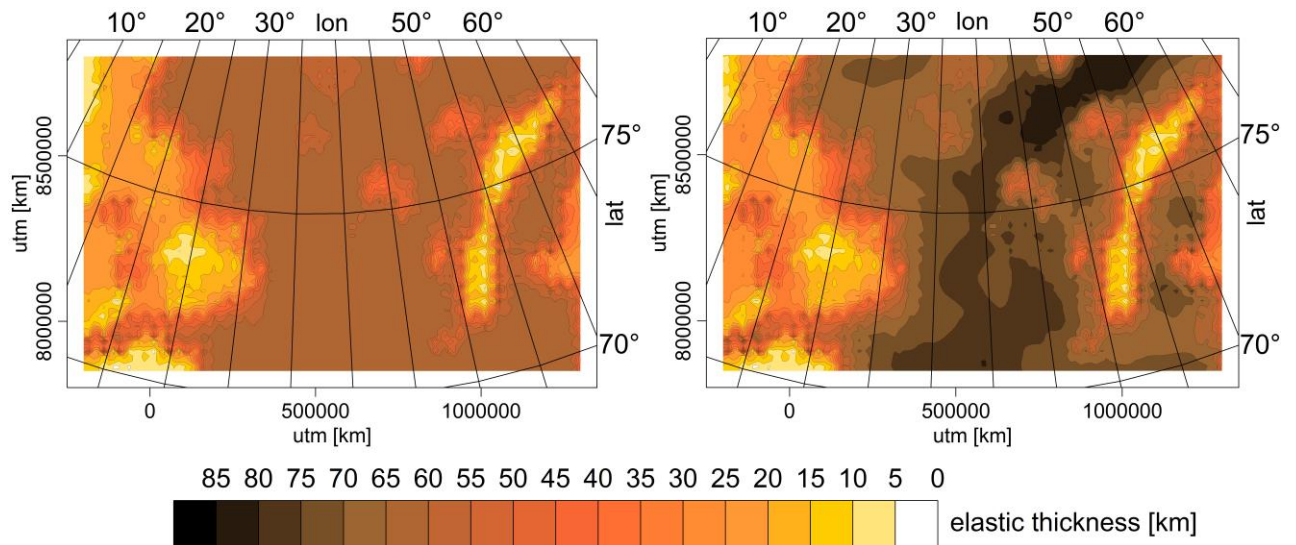 10° 20° 30° lon 50° 60°
75°
lat
70°
8500000
8000000
utm [km]
0 500000 1000000
utm [km]
10° 20° 30° lon 50° 60°
75°
lat
70°
8500000
8000000
utm [km]
0 500000 1000000
utm [km]
85 80 75 70 65 60 55 50 45 40 35 30 25 20 15 10 5 0
elastic thickness [km]